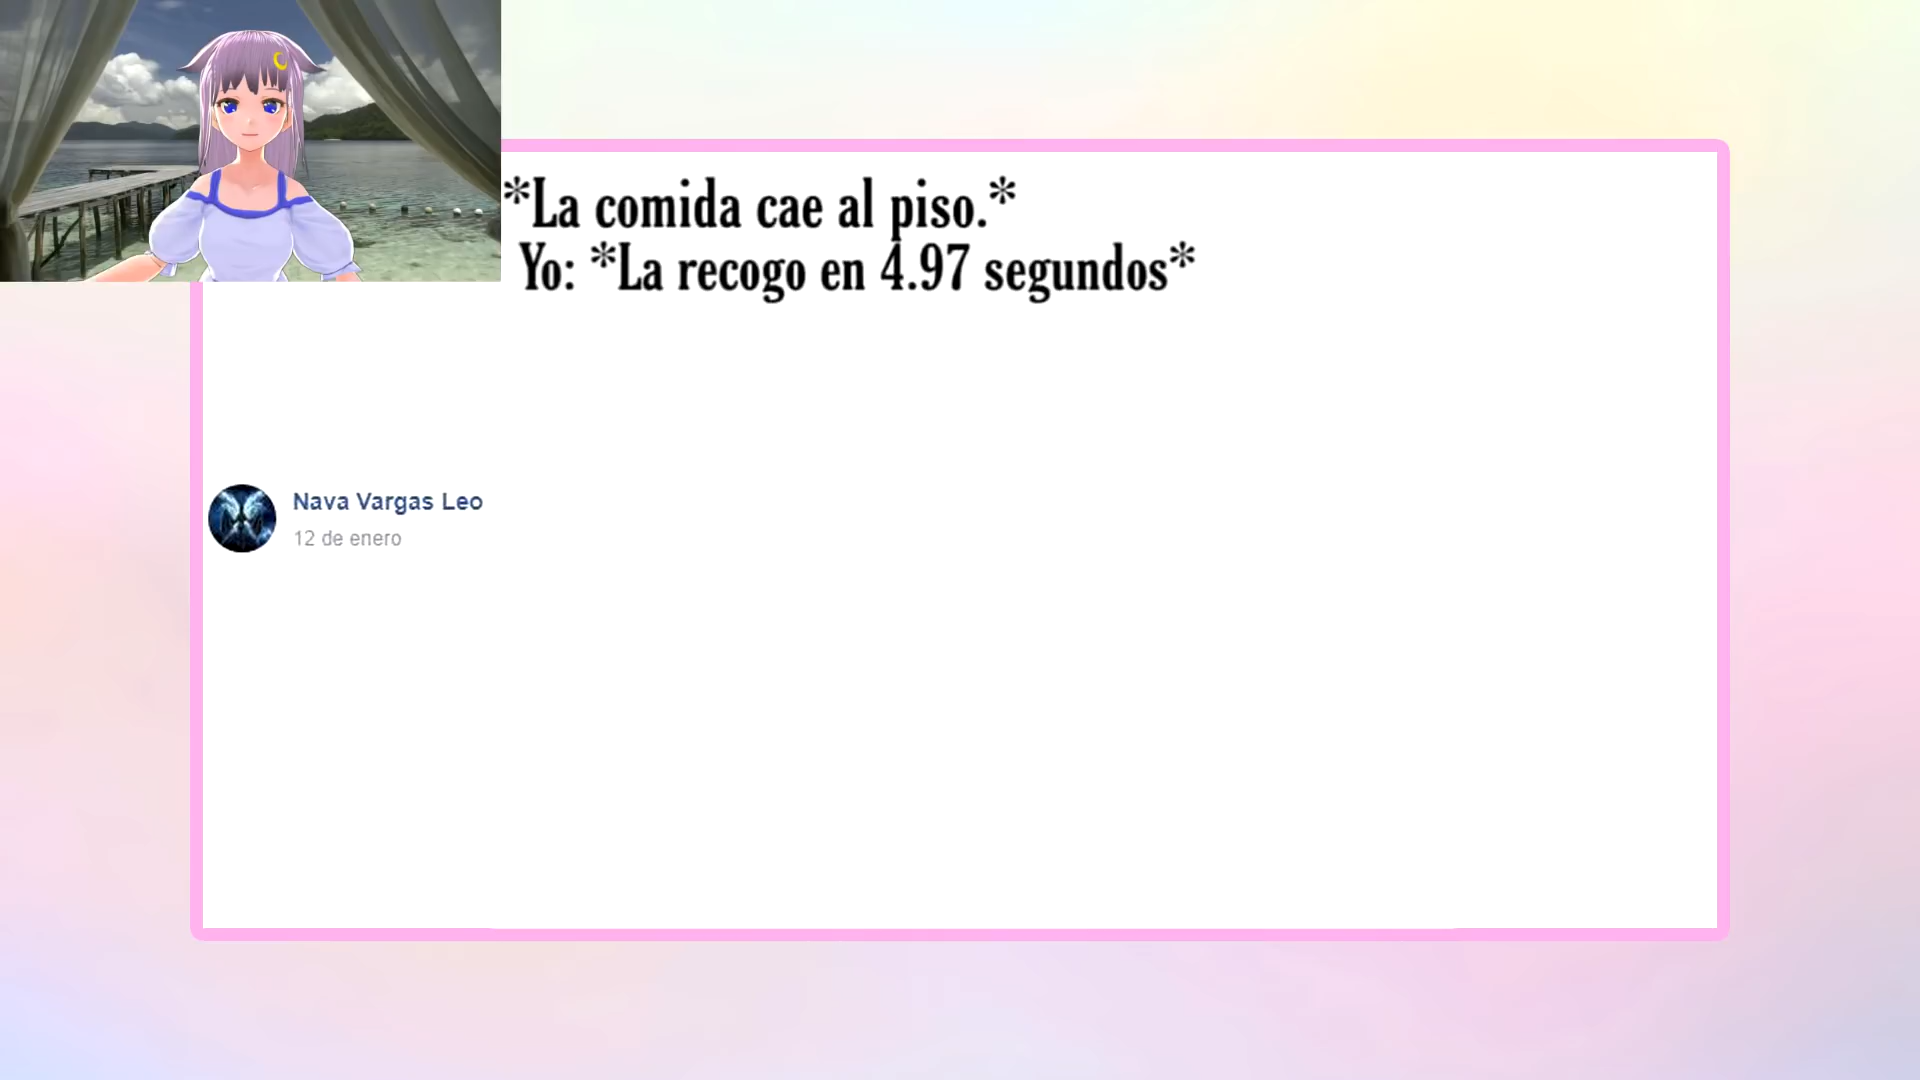 *La comida cae al piso.*
Yo: *La recogo en 4.97 segundos*
Nava Vargas Leo
12 de enero